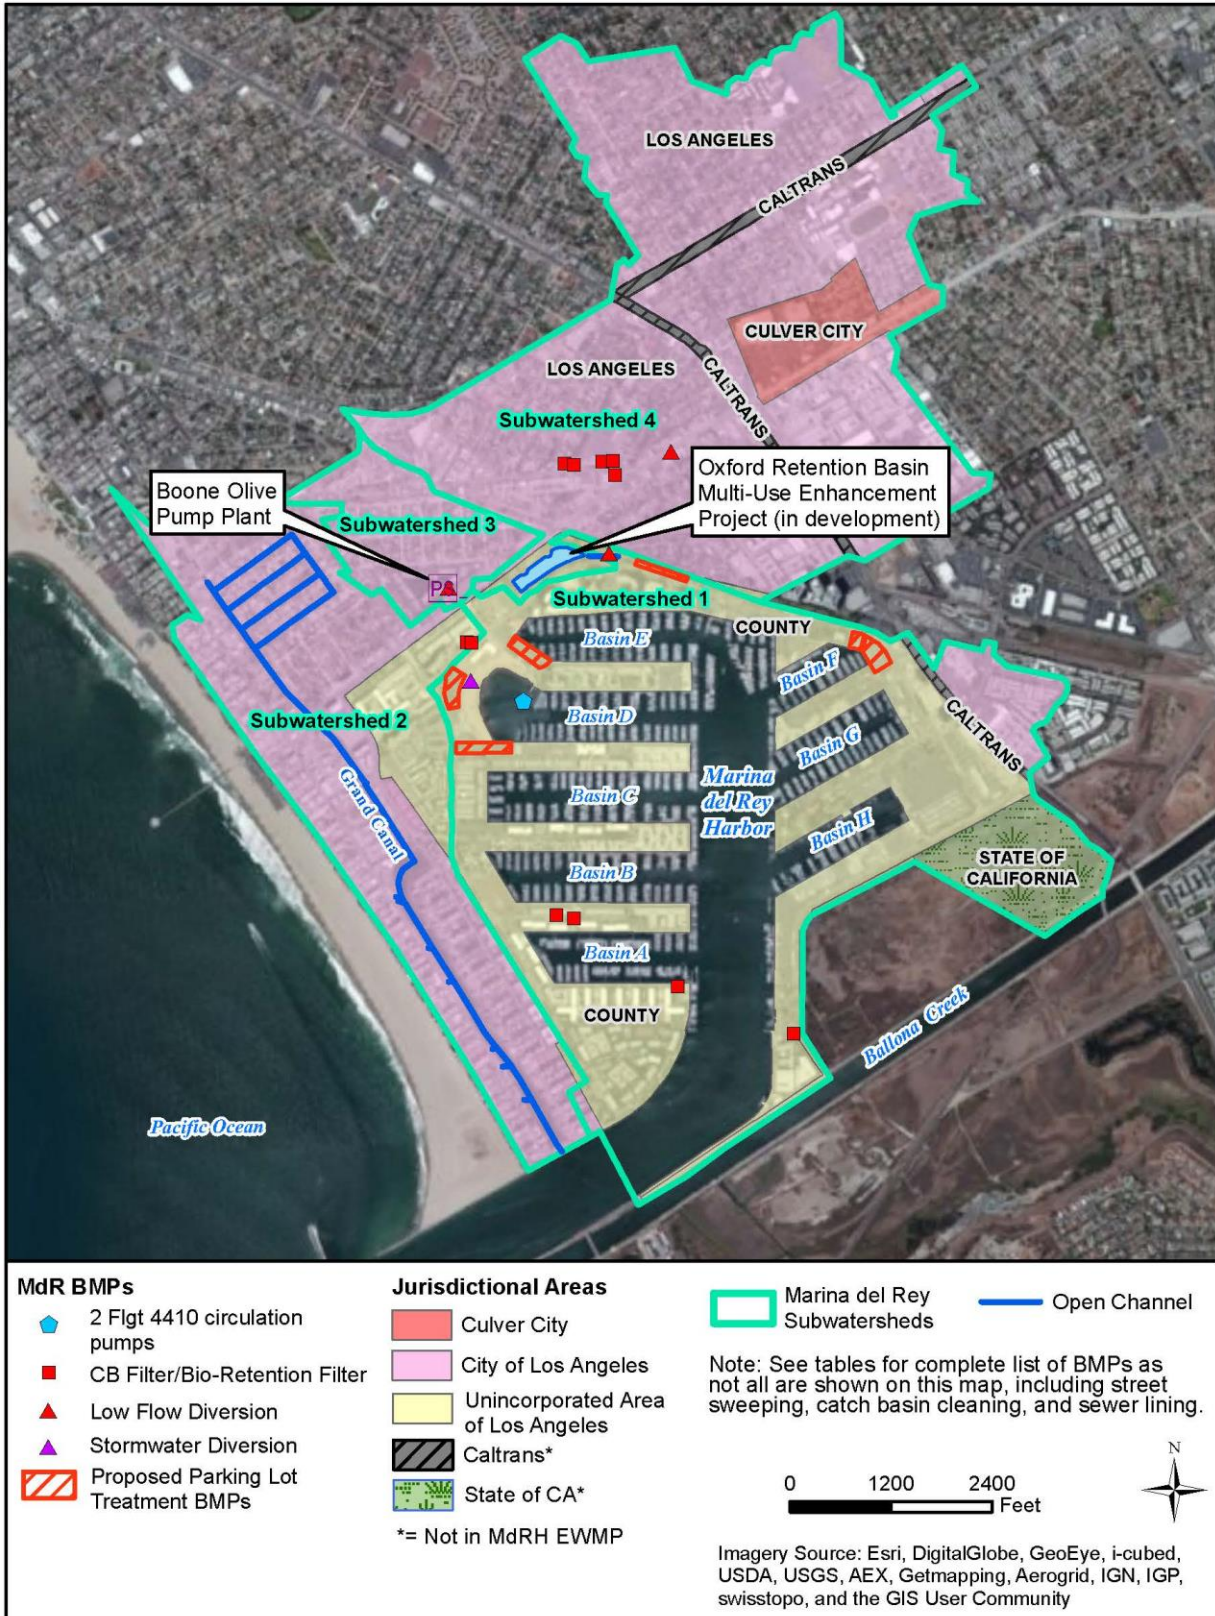 LOS ANGELES
CALTRANS
CULVER CITY
LOS ANGELES
CALTRANS
Subwatershed 4
Oxford Retention Basin
Multi-Use Enhancement
Project (in development)
Boone Olive
Pump Plant
Subwatershed 3
Subwatershed 1
COUNTY
Basin E
Basin F
Subwatershed 2
Basin D
Basin G
CALTRANS
Grand Canal
Basin C
Marina
del Rey
Harbor
Basin H
Basin B
STATE OF
CALIFORNIA
Basin A
COUNTY
Ballona Creek
Pacific Ocean
MdR BMPs
2 Flgt 4410 circulation
pumps
CB Filter/Bio-Retention Filter
Low Flow Diversion
Stormwater Diversion
Proposed Parking Lot
Treatment BMPs
Jurisdictional Areas
Culver City
City of Los Angeles
Unincorporated Area
of Los Angeles
Caltrans*
State of CA*
*= Not in MdRH EWMP
Marina del Rey
Subwatersheds
Open Channel
Note: See tables for complete list of BMPs as
not all are shown on this map, including street
sweeping, catch basin cleaning, and sewer lining.
N
0 1200 2400
Feet
Imagery Source: Esri, DigitalGlobe, GeoEye, i-cubed,
USDA, USGS, AEX, Getmapping, Aerogrid, IGN, IGP,
swisstopo, and the GIS User Community